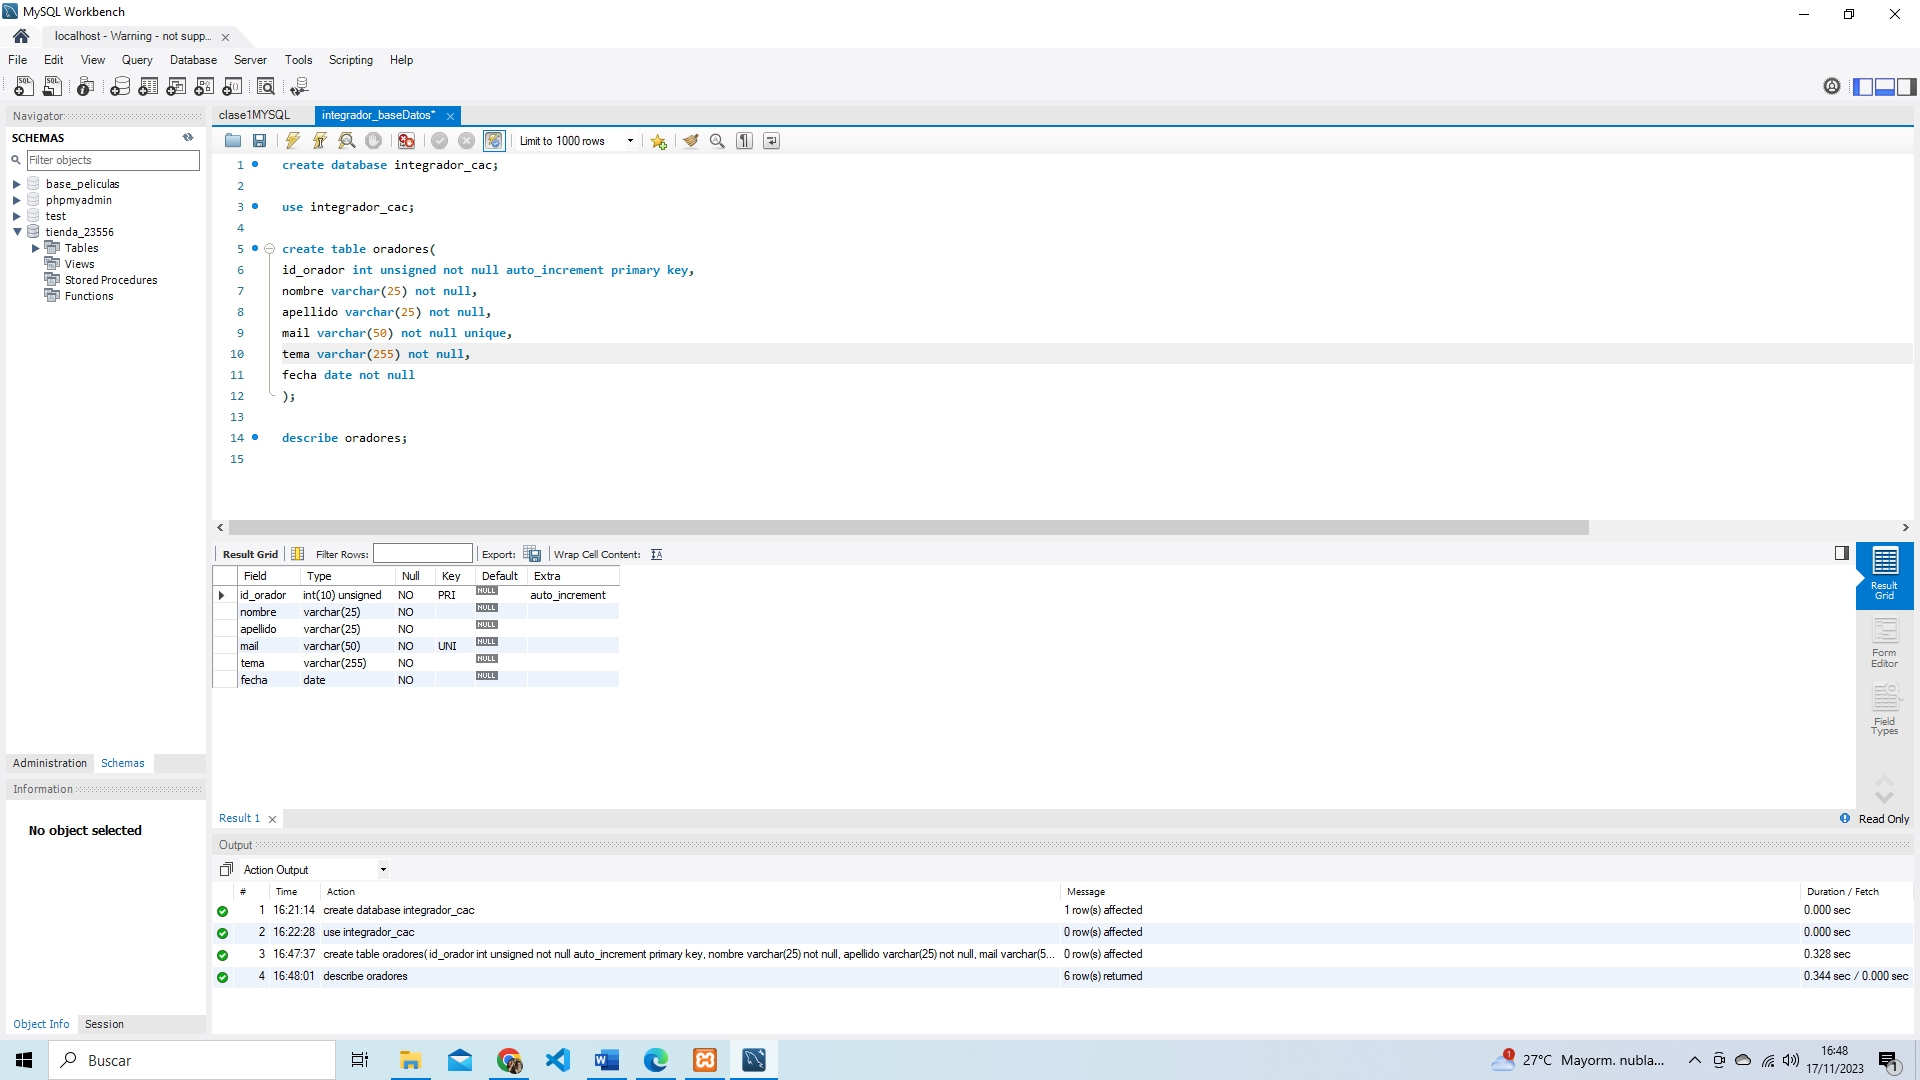 MySQL Workbench
localhost - Warning - not supp...
File Edit View Query Database Server Tools Scripting Help
Navigator
SCHEMAS
Filter objects
base_peliculas
phpmyadmin
test
tienda_23556
Tables
Views
Stored Procedures
Functions
Administration Schemas
Information
No object selected
Object Info Session
clase1MYSQL integrador_baseDatos*
Limit to 1000 rows
1 create database integrador_cac;
2
3 use integrador_cac;
4
5 create table oradores(
6 id_orador int unsigned not null auto_increment primary key,
7 nombre varchar(25) not null,
8 apellido varchar(25) not null,
9 mail varchar(50) not null unique,
10 tema varchar(255) not null,
11 fecha date not null
12 );
13
14 describe oradores;
15
Result Grid Filter Rows: Export: Wrap Cell Content:
Field Type Null Key Default Extra
id_orador int(10) unsigned NO PRI NULL auto_increment
nombre varchar(25) NO NULL
apellido varchar(25) NO NULL
mail varchar(50) NO UNI NULL
tema varchar(255) NO NULL
fecha date NO NULL
Result Grid
Form Editor
Field Types
Result 1
Read Only
Output
Action Output
# Time Action Message Duration / Fetch
1 16:21:14 create database integrador_cac 1 row(s) affected 0.000 sec
2 16:22:28 use integrador_cac 0 row(s) affected 0.000 sec
3 16:47:37 create table oradores( id_orador int unsigned not null auto_increment primary key, nombre varchar(25) not null, apellido varchar(25) not null, mail varchar(5... 0 row(s) affected 0.328 sec
4 16:48:01 describe oradores 6 row(s) returned 0.344 sec / 0.000 sec
Buscar
1
27°C Mayorm. nubla...
16:48
17/11/2023
1